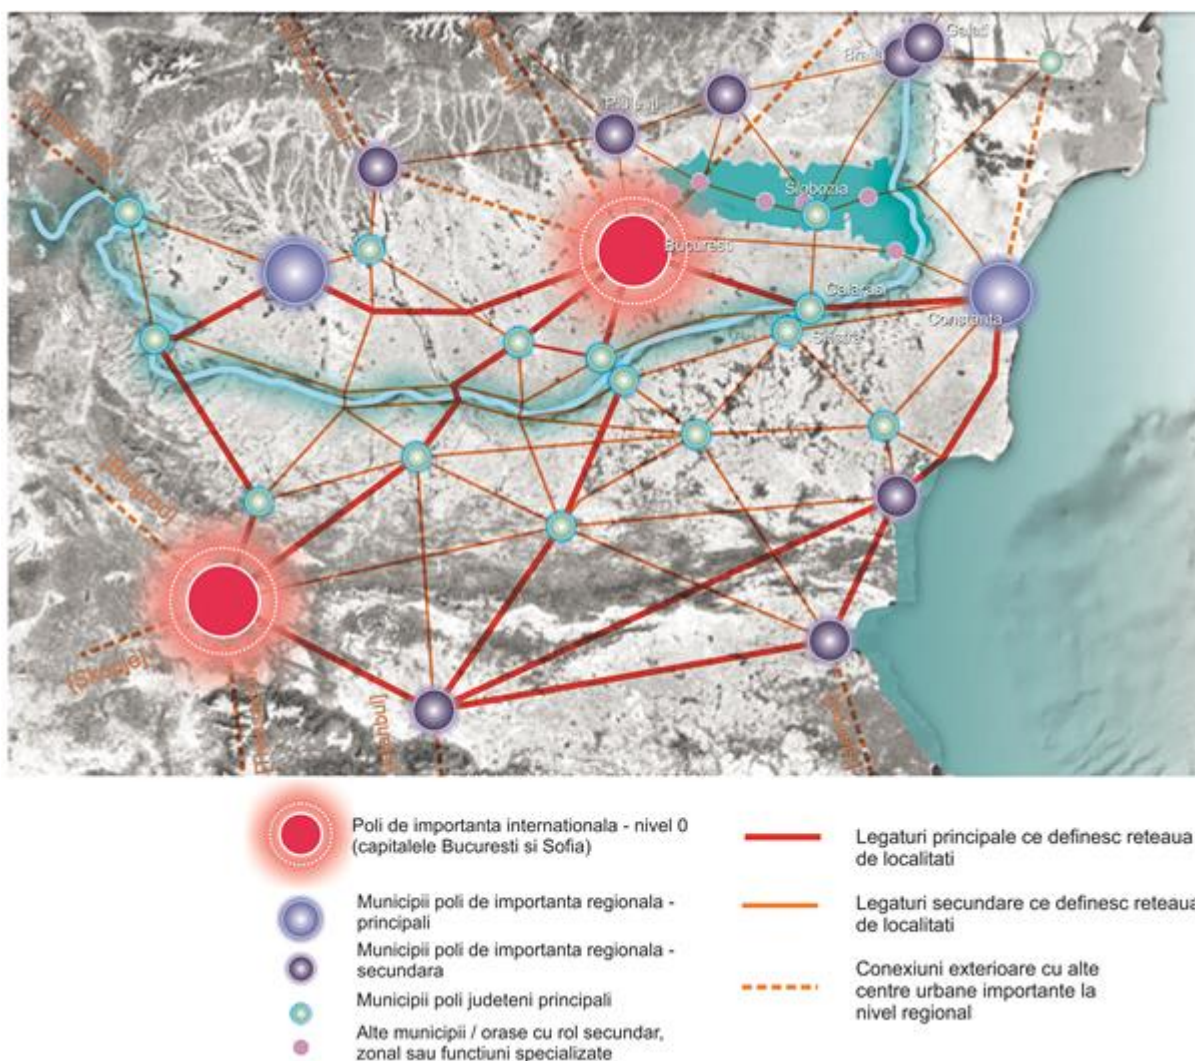 Galati
Braila
Slobozia
Bucuresti
Calarasi
Constanta
(Skopje)
Poli de importanta internationala - nivel 0
(capitalele Bucuresti si Sofia)
Municipii poli de importanta regionala -
principali
Municipii poli de importanta regionala -
secundara
Municipii poli judeteni principali
Alte municipii / orase cu rol secundar,
zonal sau functiuni specializate
Legaturi principale ce definesc reteaua
de localitati
Legaturi secundare ce definesc reteaua
de localitati
Conexiuni exterioare cu alte
centre urbane importante la
nivel regional